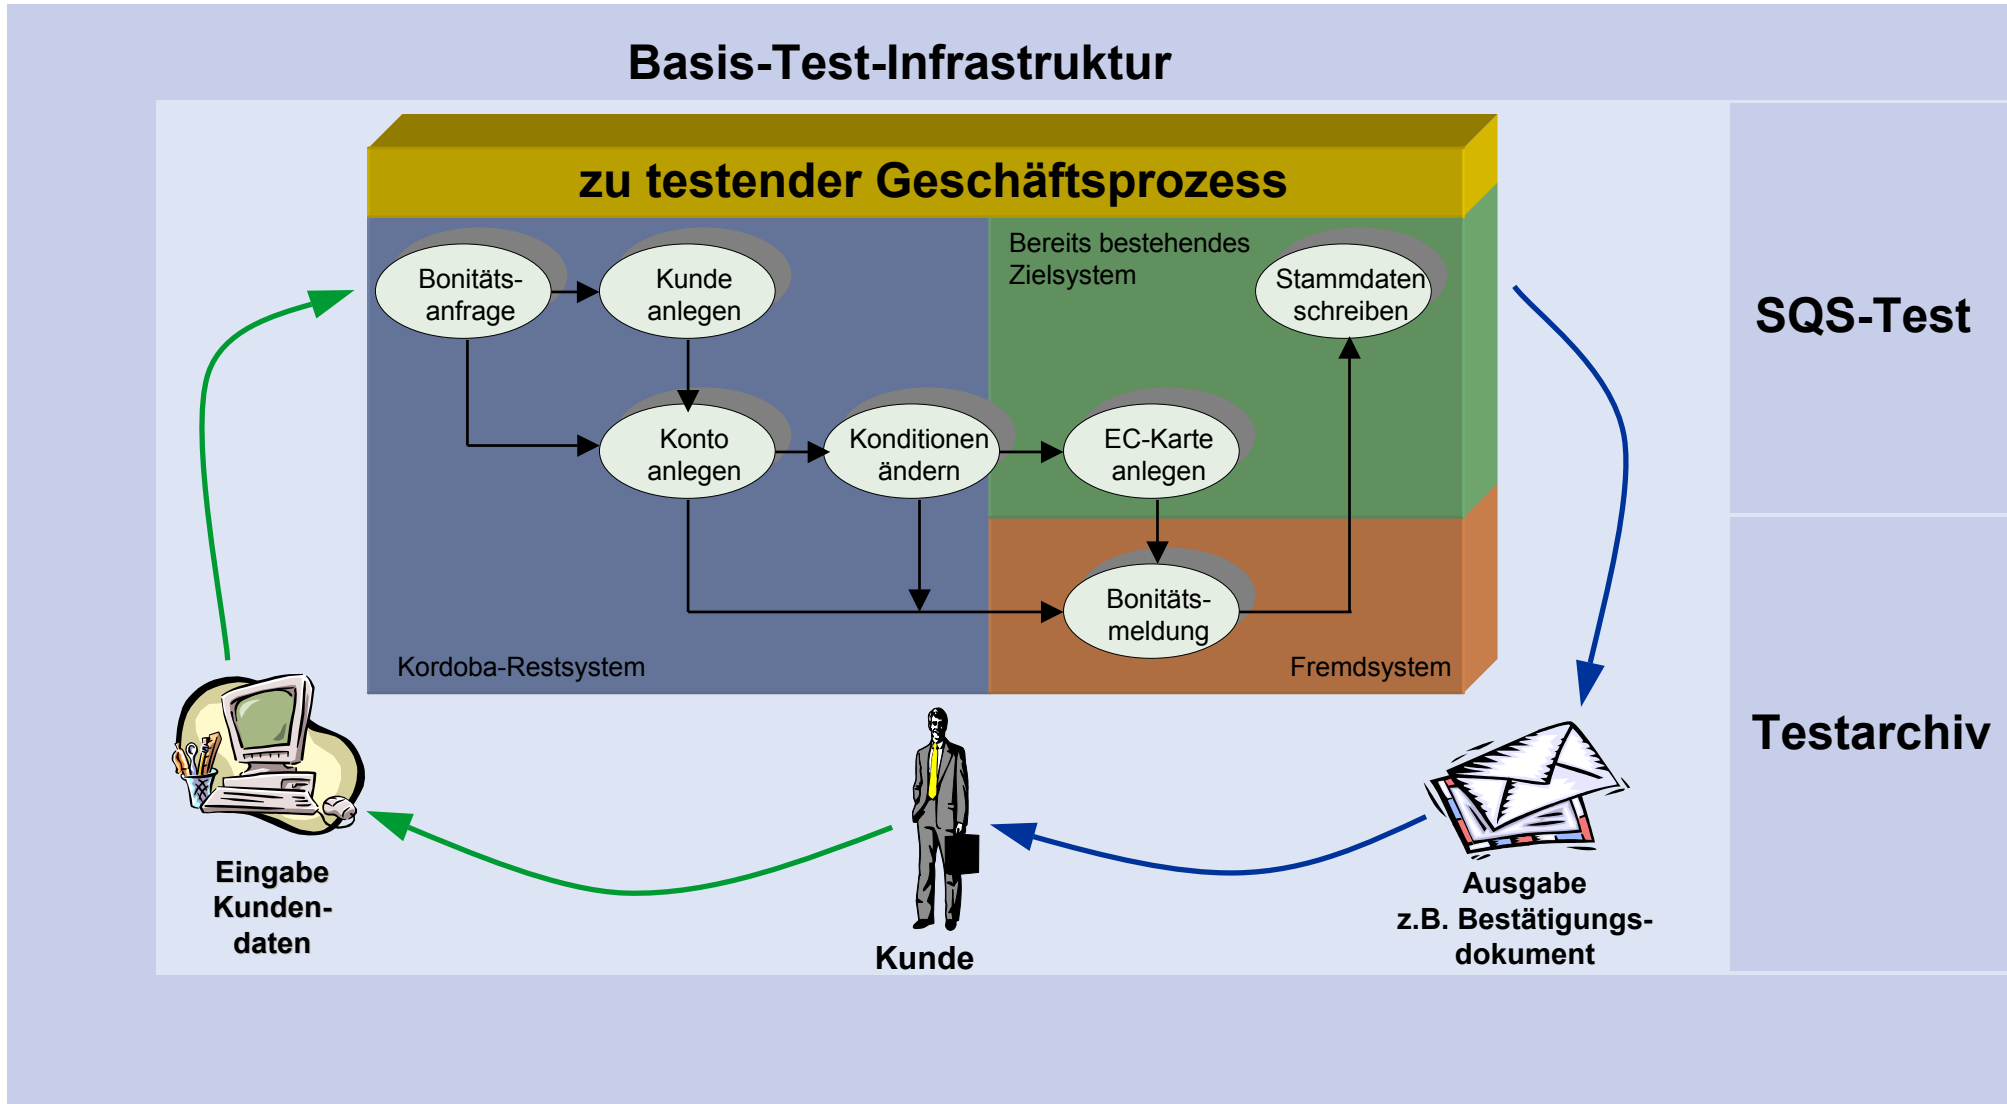 Basis-Test-Infrastruktur
zu testender Geschäftsprozess
Bereits bestehendes
Zielsystem
Bonitäts-
anfrage
Kunde
anlegen
Stammdaten
schreiben
SQS-Test
Konto
anlegen
Konditionen
ändern
EC-Karte
anlegen
Bonitäts-
meldung
Kordoba-Restsystem
Fremdsystem
Testarchiv
Eingabe
Kunden-
daten
Kunde
Ausgabe
z.B. Bestätigungs-
dokument